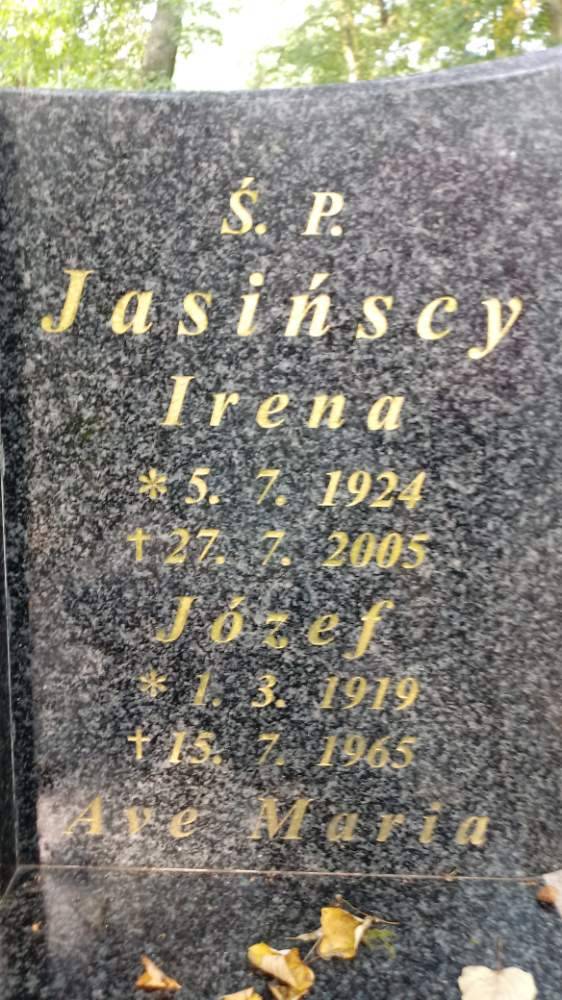 Ś. P.
Jasińscy
Irena
* 5. 7. 1924
† 27. 7. 2005
Józef
* 1. 3. 1919
† 15. 7. 1965
Ave Maria